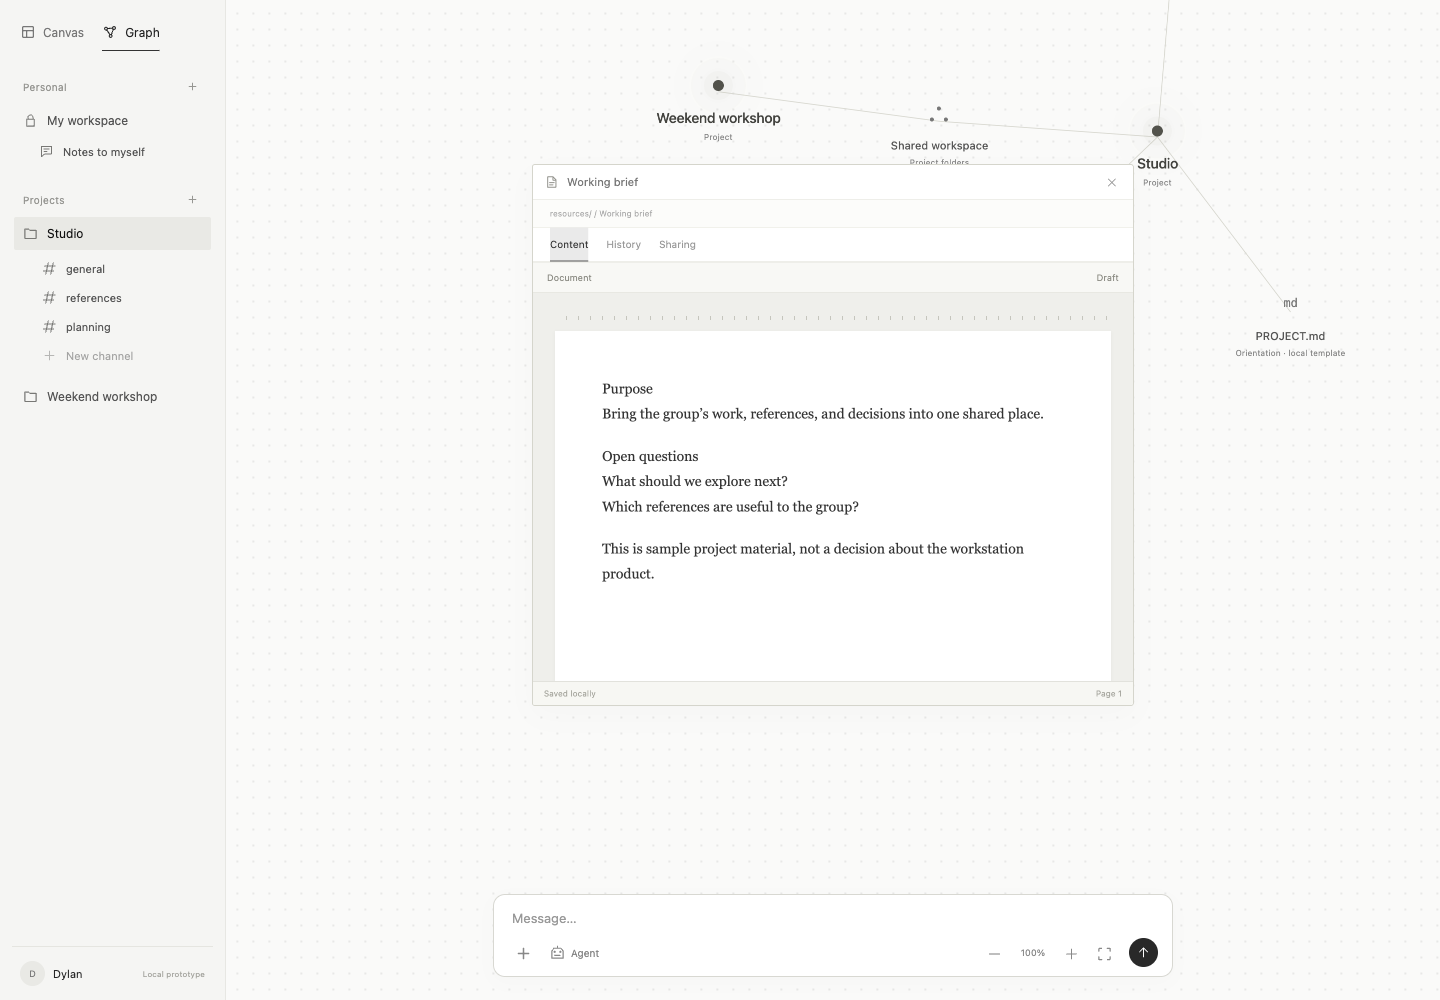 Canvas
Graph
Personal
My workspace
Notes to myself
Projects
Studio
# general
# references
# planning
New channel
Weekend workshop
D
Dylan
Local prototype
Weekend workshop
Project
Shared workspace
Project folders
Studio
Project
md
PROJECT.md
Orientation · local template
Working brief
resources/ / Working brief
Content
History
Sharing
Document
Draft
Purpose
Bring the group’s work, references, and decisions into one shared place.
Open questions
What should we explore next?
Which references are useful to the group?
This is sample project material, not a decision about the workstation
product.
Saved locally
Page 1
Message...
Agent
100%